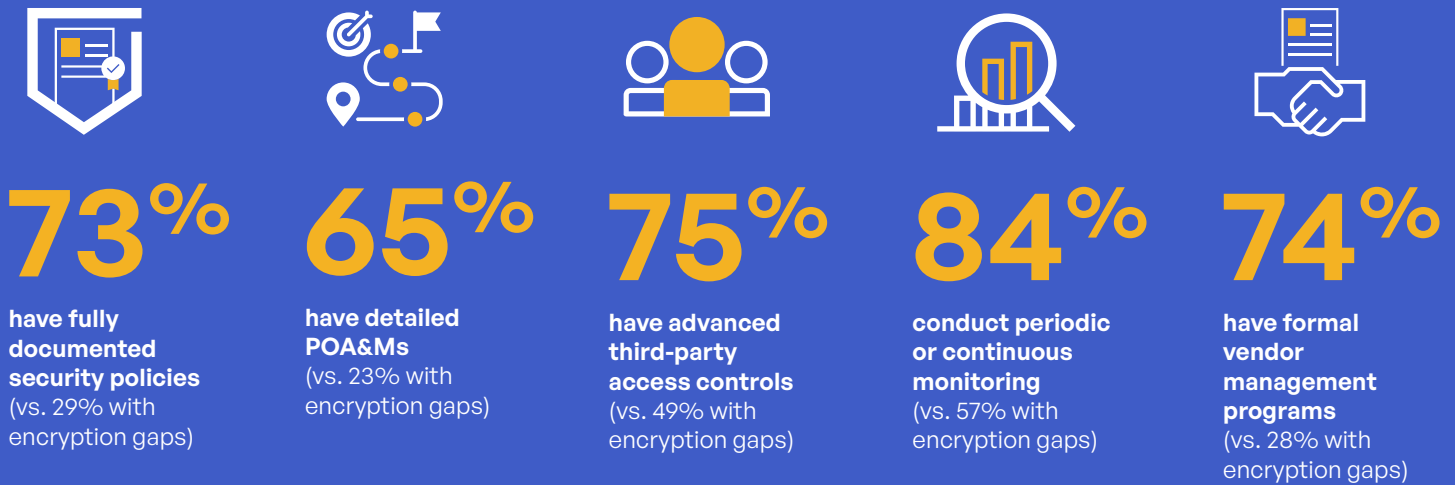 73%
have fully
documented
security policies
(vs. 29% with
encryption gaps)
65%
have detailed
POA&Ms
(vs. 23% with
encryption gaps)
75%
have advanced
third-party
access controls
(vs. 49% with
encryption gaps)
84%
conduct periodic
or continuous
monitoring
(vs. 57% with
encryption gaps)
74%
have formal
vendor
management
programs
(vs. 28% with
encryption gaps)